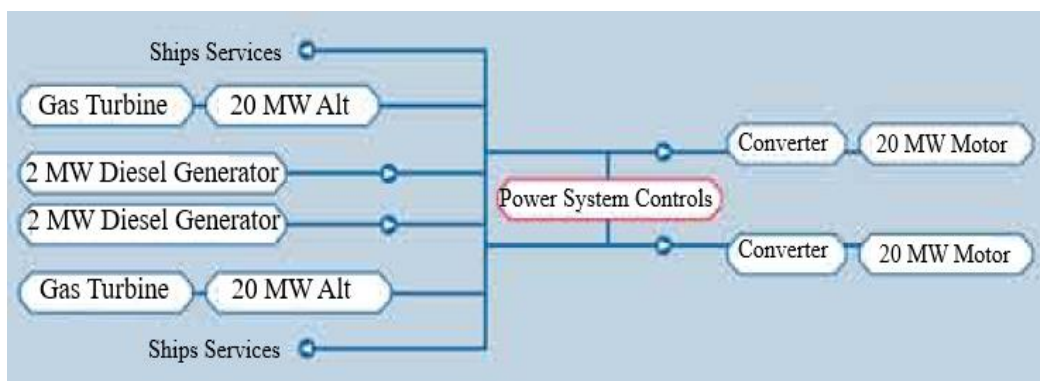 Ships Services
Gas Turbine
20 MW Alt
2 MW Diesel Generator
2 MW Diesel Generator
Gas Turbine
20 MW Alt
Ships Services
Power System Controls
Converter
20 MW Motor
Converter
20 MW Motor